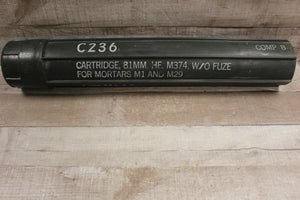 C236 COMP B
CARTRIDGE, 81MM, HE, M374, W/O FUZE
FOR MORTARS M1 AND M29